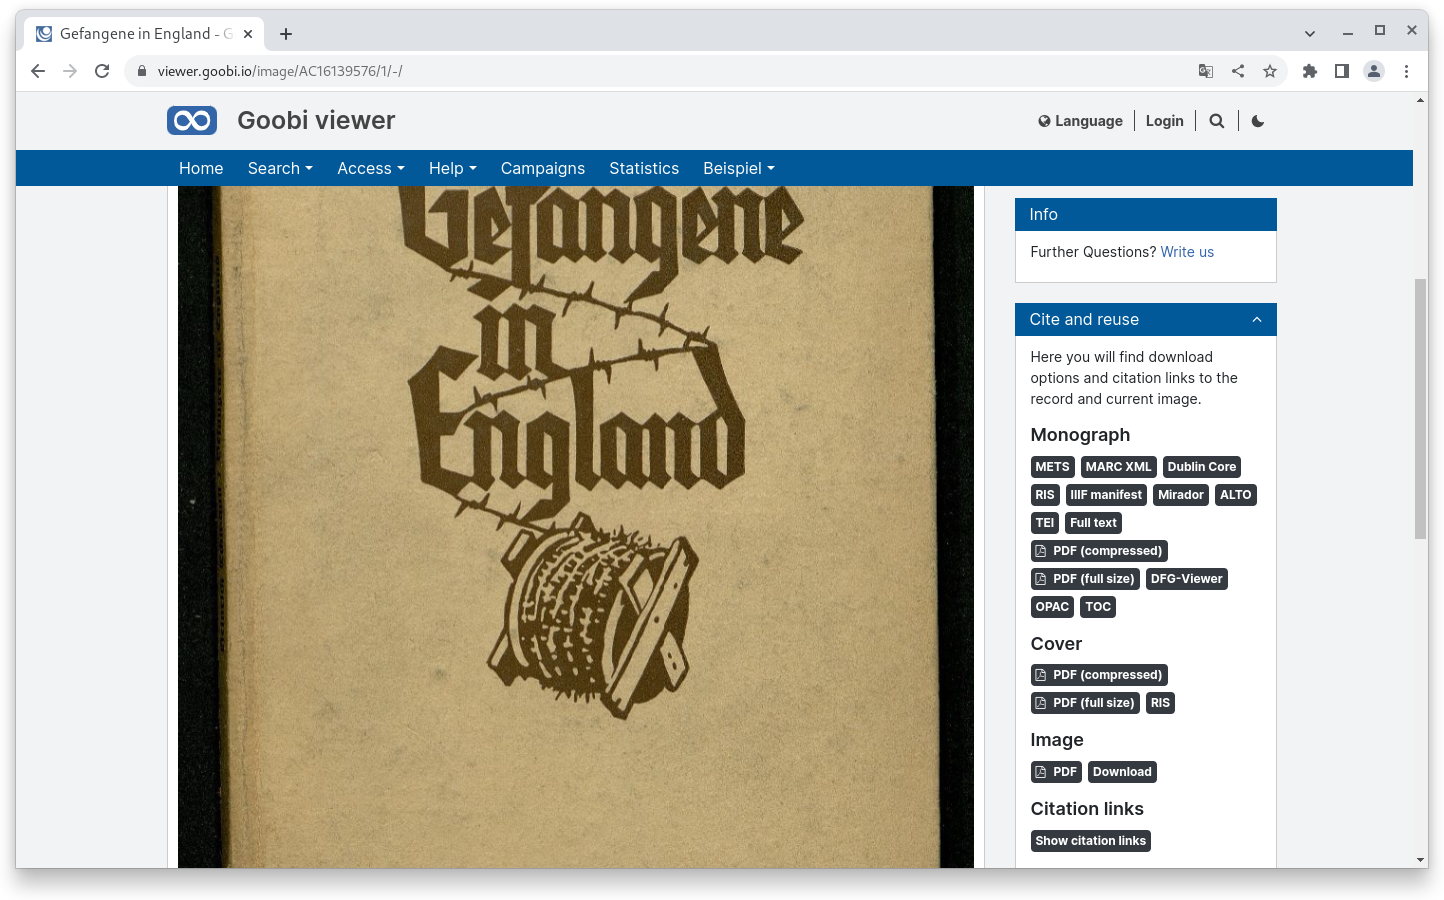 Gefangene in England - G
viewer.goobi.io/image/AC16139576/1/-/
Goobi viewer
Language
Login
Home
Search
Access
Help
Campaigns
Statistics
Beispiel
Gefangene
in
England
Info
Further Questions? Write us
Cite and reuse
Here you will find download
options and citation links to the
record and current image.
Monograph
METS MARC XML Dublin Core
RIS IIIF manifest Mirador ALTO
TEI Full text
PDF (compressed)
PDF (full size) DFG-Viewer
OPAC TOC
Cover
PDF (compressed)
PDF (full size) RIS
Image
PDF Download
Citation links
Show citation links